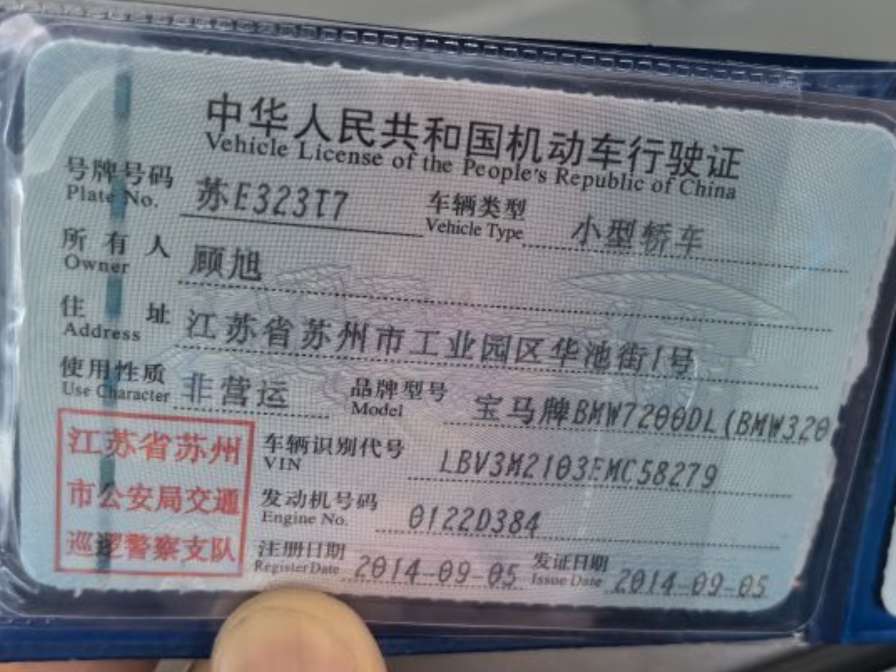 中华人民共和国机动车行驶证
Vehicle License of the People's Republic of China
号牌号码 苏E323T7 车辆类型 小型轿车
Plate No. Vehicle Type
所有人 顾旭
Owner
住址 江苏省苏州市工业园区华池街1号
Address
使用性质 非营运 品牌型号 宝马牌BMW7200DL(BMW320
Use Character Model
江苏省苏州 车辆识别代号 LBV3M2103EMC58279
VIN
市公安局交通 发动机号码 0122D384
Engine No.
巡逻警察支队 注册日期 2014-09-05 发证日期 2014-09-05
Register Date Issue Date